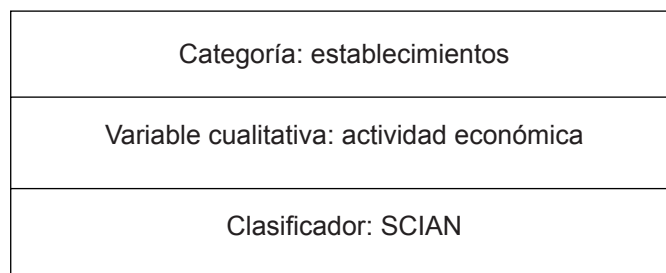 Categoría: establecimientos
Variable cualitativa: actividad económica
Clasificador: SCIAN